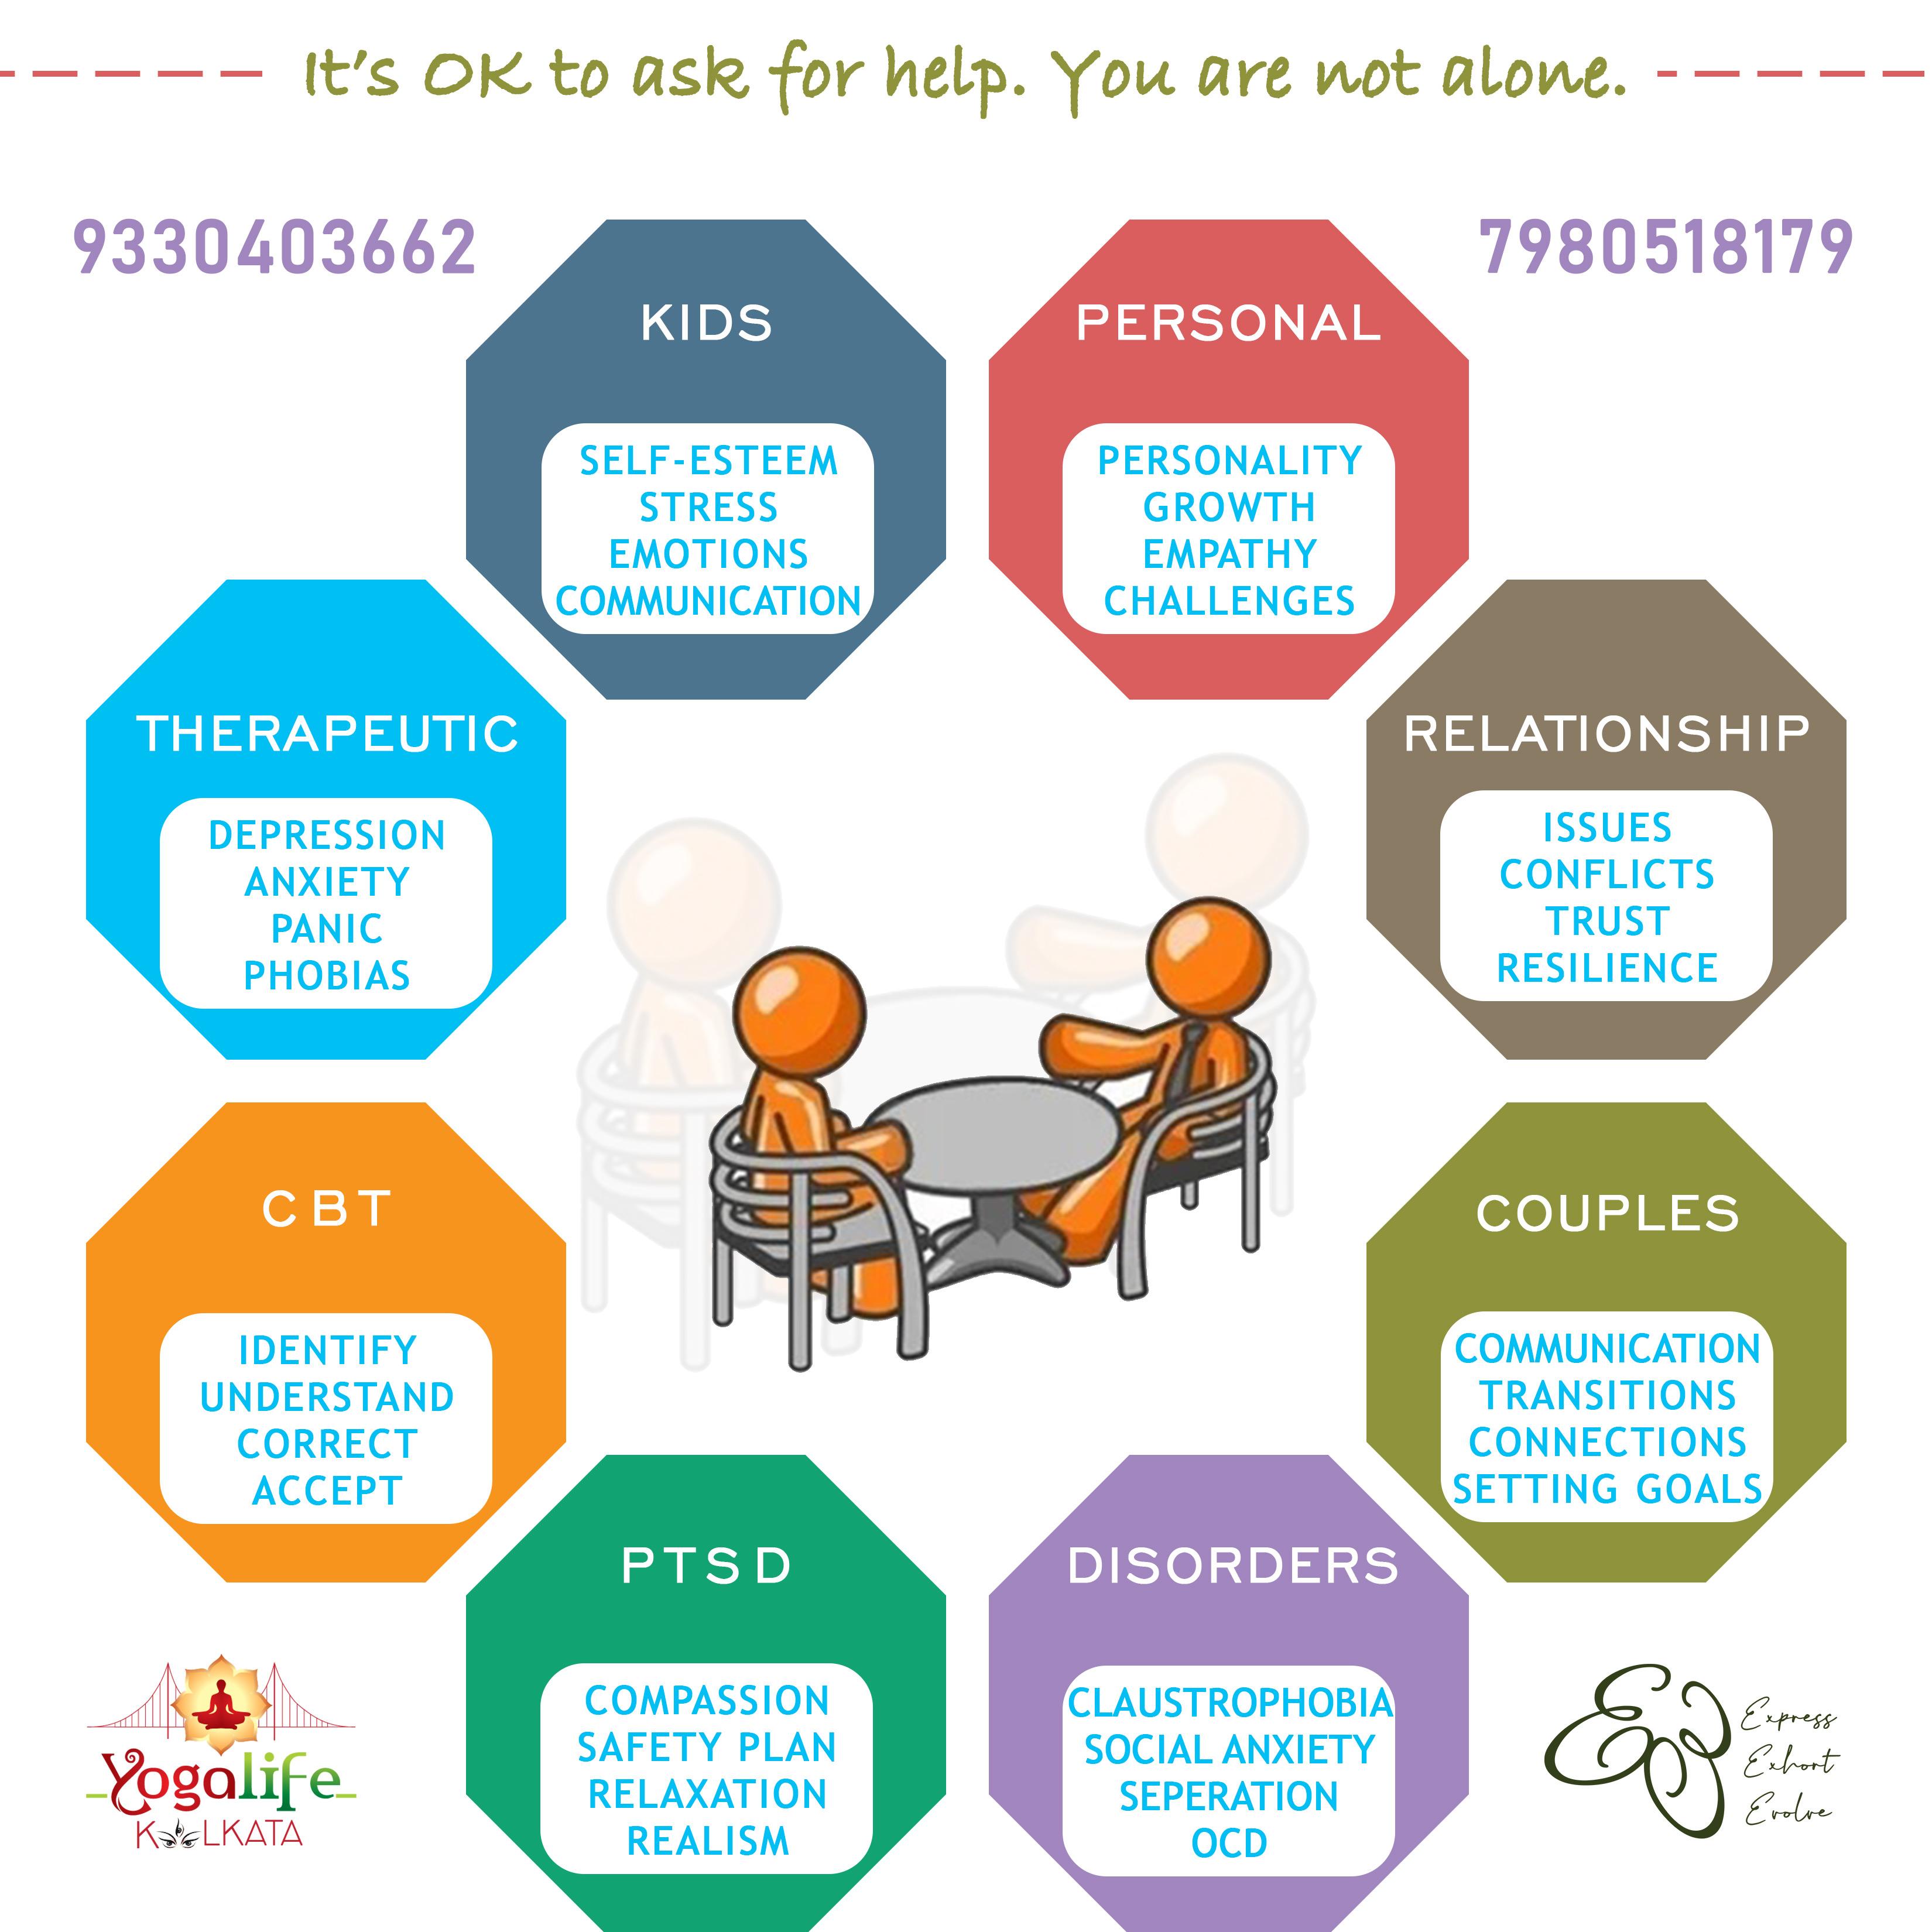 It's OK to ask for help. You are not alone.
9330403662
7980518179
KIDS
SELF-ESTEEM
STRESS
EMOTIONS
COMMUNICATION
PERSONAL
PERSONALITY
GROWTH
EMPATHY
CHALLENGES
THERAPEUTIC
DEPRESSION
ANXIETY
PANIC
PHOBIAS
RELATIONSHIP
ISSUES
CONFLICTS
TRUST
RESILIENCE
CBT
IDENTIFY
UNDERSTAND
CORRECT
ACCEPT
COUPLES
COMMUNICATION
TRANSITIONS
CONNECTIONS
SETTING GOALS
PTSD
COMPASSION
SAFETY PLAN
RELAXATION
REALISM
DISORDERS
CLAUSTROPHOBIA
SOCIAL ANXIETY
SEPERATION
OCD
Yogalife
KOLKATA
Express
Exhort
Evolve